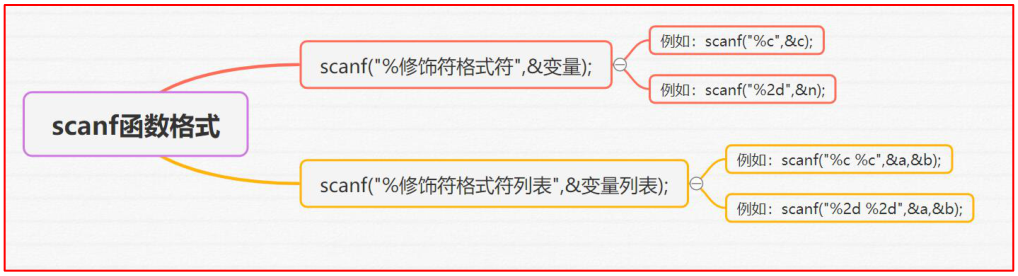 scanf函数格式
scanf("%修饰符格式符",&变量);
例如：scanf("%c",&c);
例如：scanf("%2d",&n);
scanf("%修饰符格式符列表",&变量列表);
例如：scanf("%c %c",&a,&b);
例如：scanf("%2d %2d",&a,&b);